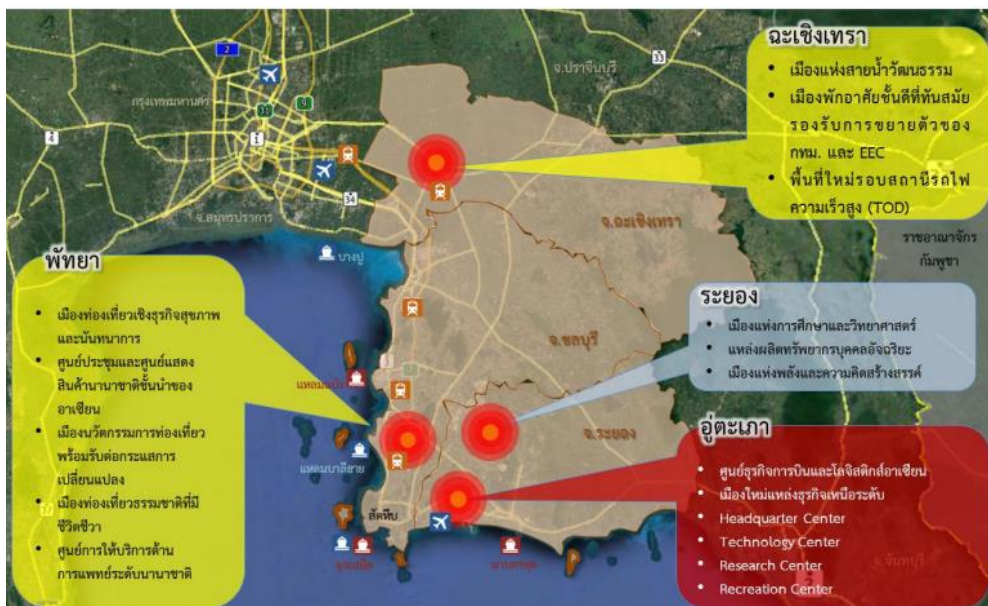 ฉะเชิงเทรา
• เมืองแห่งสายน้ำวัฒนธรรม
• เมืองพักอาศัยชั้นดีที่ทันสมัย
รองรับการขยายตัวของ
กทม. และ EEC
• พื้นที่ใหม่รอบสถานีรถไฟ
ความเร็วสูง (TOD)
จ.ปราจีนบุรี
33
2
กรุงเทพมหานคร
4
9
1
34
จ.สมุทรปราการ
จ.ฉะเชิงเทรา
ราชอาณาจักร
กัมพูชา
บางปู
พัทยา
• เมืองท่องเที่ยวเชิงธุรกิจสุขภาพ
และนันทนาการ
• ศูนย์ประชุมและศูนย์แสดง
สินค้านานาชาติชั้นนำของ
อาเซียน
• เมืองนวัตกรรมการท่องเที่ยว
พร้อมรับต่อกระแสการ
เปลี่ยนแปลง
• เมืองท่องเที่ยวธรรมชาติที่มี
ชีวิตชีวา
• ศูนย์การให้บริการด้าน
การแพทย์ระดับนานาชาติ
ระยอง
• เมืองแห่งการศึกษาและวิทยาศาสตร์
• แหล่งผลิตทรัพยากรบุคคลอัจฉริยะ
• เมืองแห่งพลังและความคิดสร้างสรรค์
จ.ชลบุรี
แหลมฉบัง
จ.ระยอง
แหลมบาลีฮาย
อู่ตะเภา
• ศูนย์ธุรกิจการบินและโลจิสติกส์อาเซียน
• เมืองใหม่แหล่งธุรกิจเหนือระดับ
• Headquarter Center
• Technology Center
• Research Center
• Recreation Center
สัตหีบ
จุกเสม็ด
มาบตาพุด
จ.จันทบุรี